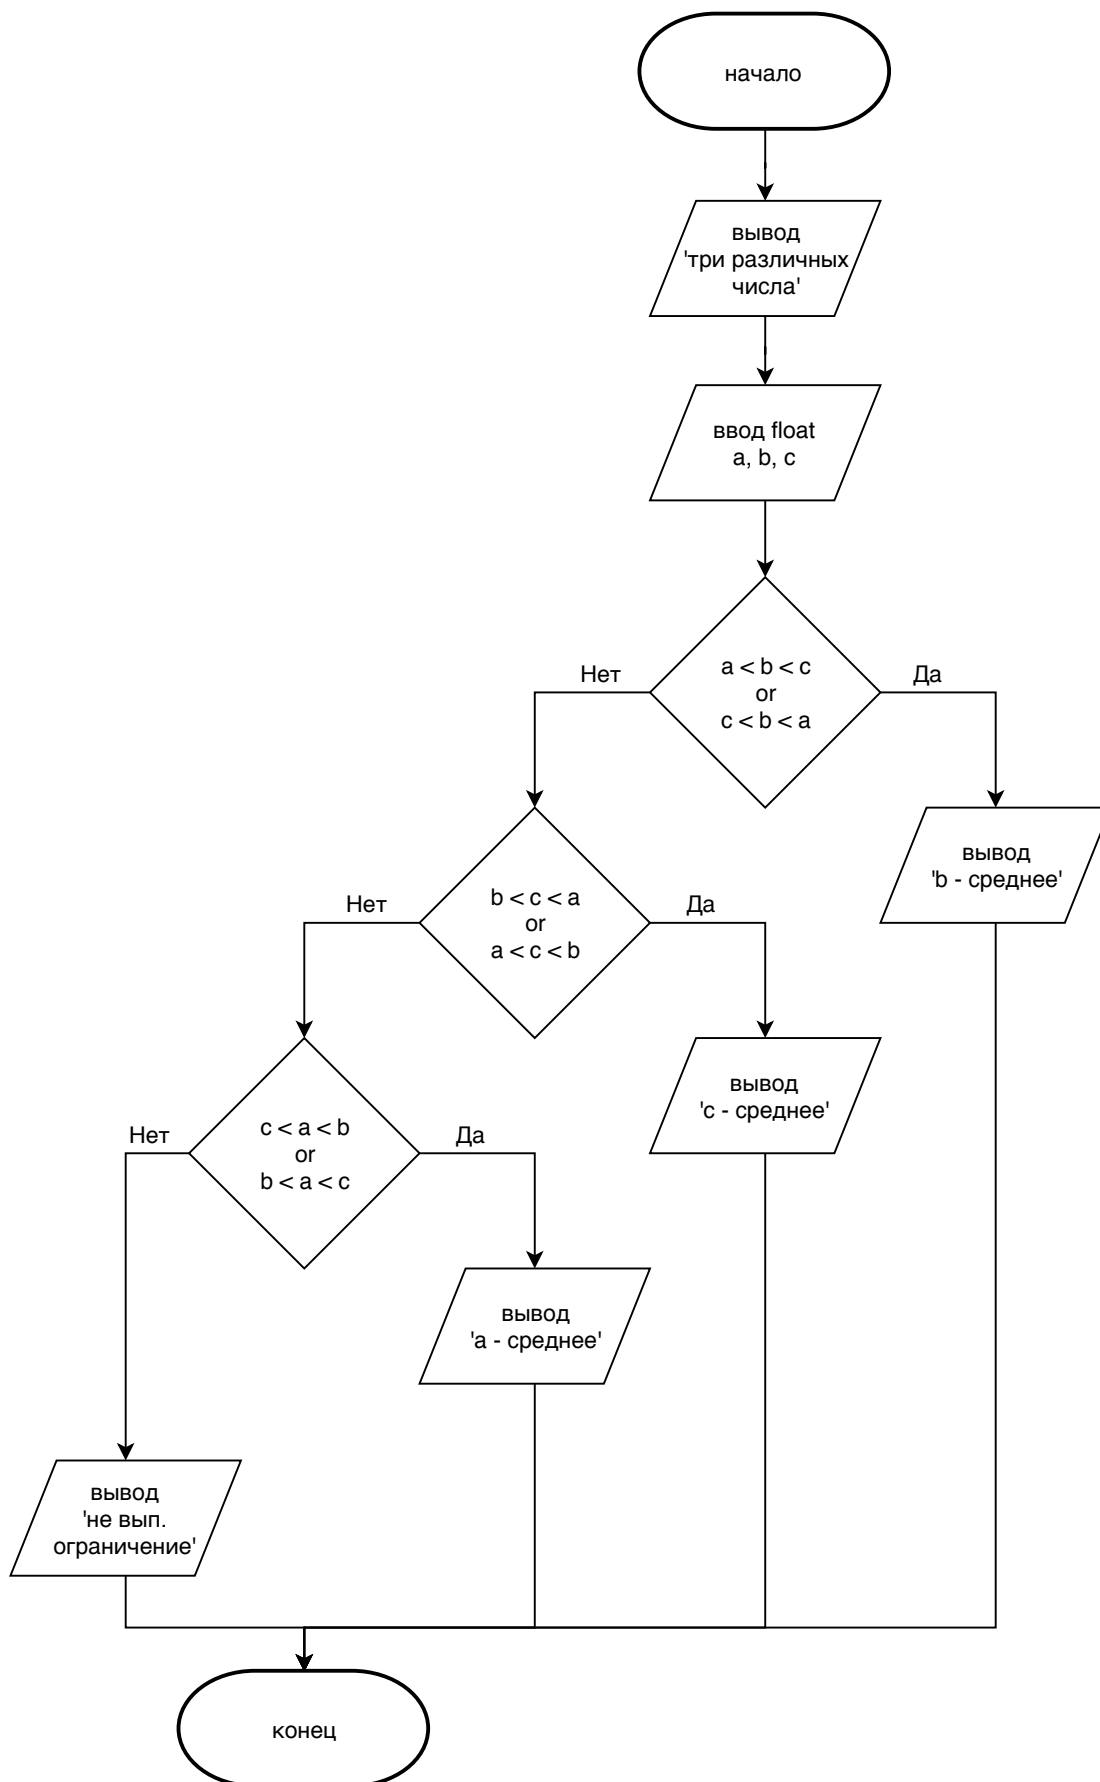 начало
вывод
'три различных
числа'
ввод float
a, b, c
a < b < c
or
c < b < a
Нет
Да
вывод
'b - среднее'
b < c < a
or
a < c < b
Нет
Да
вывод
'c - среднее'
c < a < b
or
b < a < c
Нет
Да
вывод
'a - среднее'
вывод
'не вып.
ограничение'
конец